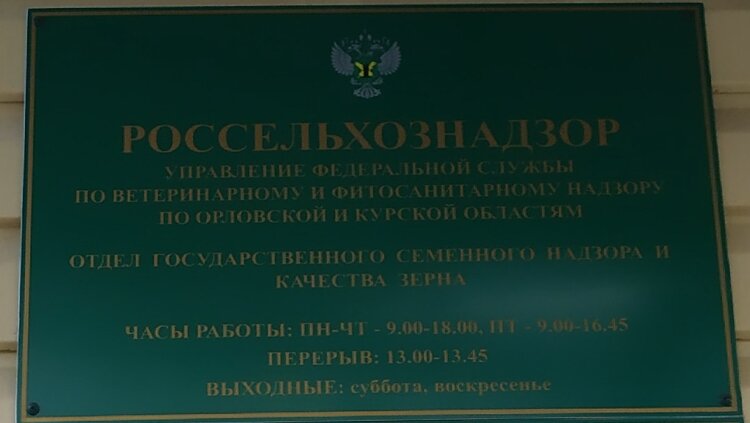 РОССЕЛЬХОЗНАДЗОР
УПРАВЛЕНИЕ ФЕДЕРАЛЬНОЙ СЛУЖБЫ
ПО ВЕТЕРИНАРНОМУ И ФИТОСАНИТАРНОМУ НАДЗОРУ
ПО ОРЛОВСКОЙ И КУРСКОЙ ОБЛАСТЯМ
ОТДЕЛ ГОСУДАРСТВЕННОГО СЕМЕННОГО НАДЗОРА И
КАЧЕСТВА ЗЕРНА
ЧАСЫ РАБОТЫ: ПН-ЧТ - 9.00-18.00, ПТ - 9.00-16.45
ПЕРЕРЫВ: 13.00-13.45
ВЫХОДНЫЕ: суббота, воскресенье